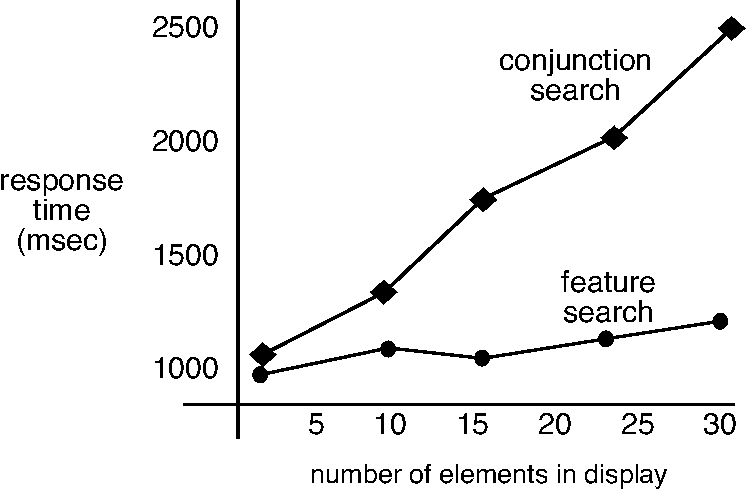 2500
conjunction
search
2000
response
time
(msec)
1500
feature
search
1000
5 10 15 20 25 30
number of elements in display